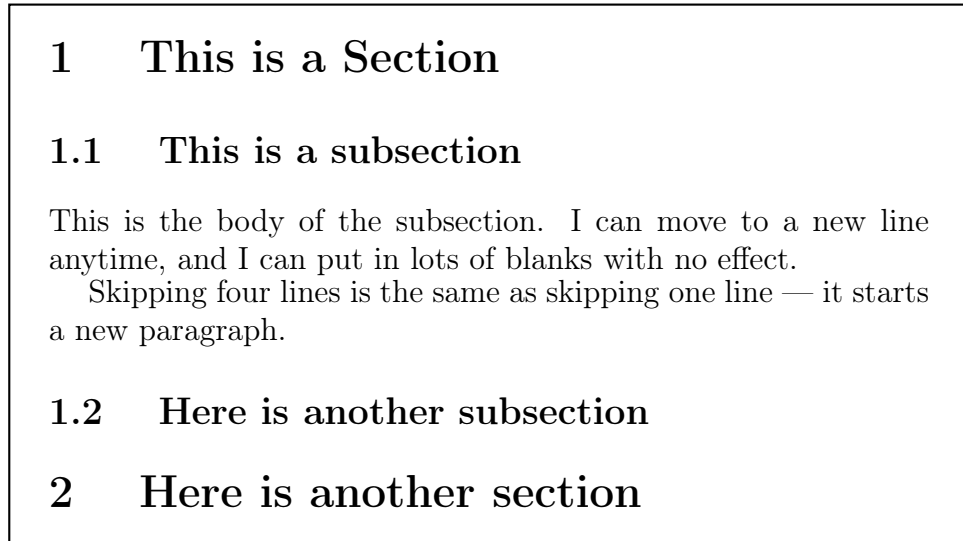 1 This is a Section
1.1 This is a subsection
This is the body of the subsection. I can move to a new line
anytime, and I can put in lots of blanks with no effect.
Skipping four lines is the same as skipping one line — it starts
a new paragraph.
1.2 Here is another subsection
2 Here is another section